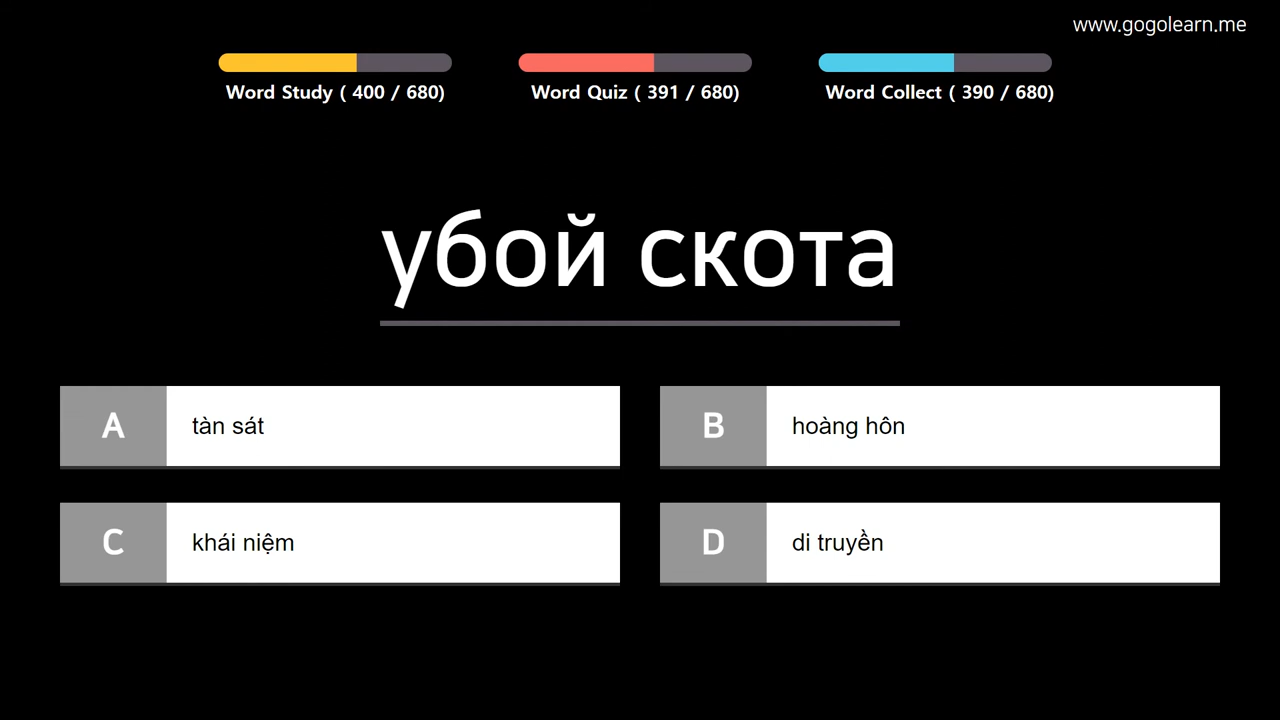 www.gogolearn.me
Word Study ( 400 / 680)
Word Quiz ( 391 / 680)
Word Collect ( 390 / 680)
убой скота
A
tàn sát
B
hoàng hôn
C
khái niệm
D
di truyền